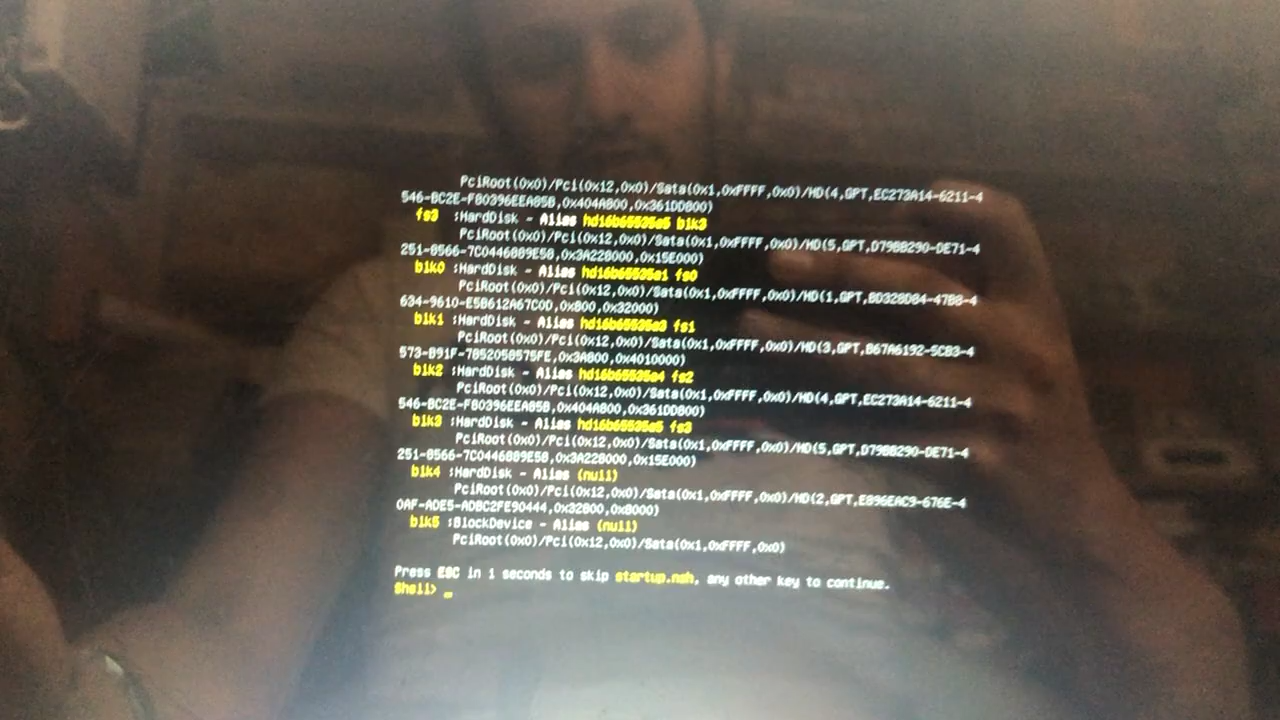 PciRoot(0x0)/Pci(0x12,0x0)/Sata(0x1,0xFFFF,0x0)/HD(4,GPT,EC273A14-6211-4
546-BC2E-F80396EEA85B,0x404A800,0x361DD800)
fs3 :HardDisk - Alias hd16b65535a5 blk3
PciRoot(0x0)/Pci(0x12,0x0)/Sata(0x1,0xFFFF,0x0)/HD(5,GPT,D79BB290-DE71-4
251-8566-7C0446889E58,0x3A228000,0x15E000)
blk0 :HardDisk - Alias hd16b65535a1 fs0
PciRoot(0x0)/Pci(0x12,0x0)/Sata(0x1,0xFFFF,0x0)/HD(1,GPT,BD328D84-47B8-4
634-9610-E5B612A67C0D,0x800,0x32000)
blk1 :HardDisk - Alias hd16b65535a3 fs1
PciRoot(0x0)/Pci(0x12,0x0)/Sata(0x1,0xFFFF,0x0)/HD(3,GPT,B67A6192-5CB3-4
573-B91F-7852058575FE,0x3A800,0x4010000)
blk2 :HardDisk - Alias hd16b65535a4 fs2
PciRoot(0x0)/Pci(0x12,0x0)/Sata(0x1,0xFFFF,0x0)/HD(4,GPT,EC273A14-6211-4
546-BC2E-F80396EEA85B,0x404A800,0x361DD800)
blk3 :HardDisk - Alias hd16b65535a5 fs3
PciRoot(0x0)/Pci(0x12,0x0)/Sata(0x1,0xFFFF,0x0)/HD(5,GPT,D79BB290-DE71-4
251-8566-7C0446889E58,0x3A228000,0x15E000)
blk4 :HardDisk - Alias (null)
PciRoot(0x0)/Pci(0x12,0x0)/Sata(0x1,0xFFFF,0x0)/HD(2,GPT,E896EAC9-676E-4
0AF-ADE5-ADBC2FE90444,0x32800,0x8000)
blk5 :BlockDevice - Alias (null)
PciRoot(0x0)/Pci(0x12,0x0)/Sata(0x1,0xFFFF,0x0)
Press ESC in 1 seconds to skip startup.nsh, any other key to continue.
Shell> _